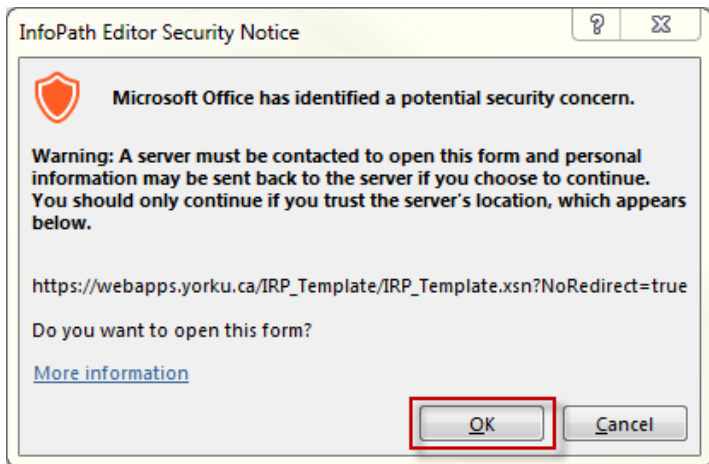 InfoPath Editor Security Notice
Microsoft Office has identified a potential security concern.
Warning: A server must be contacted to open this form and personal
information may be sent back to the server if you choose to continue.
You should only continue if you trust the server's location, which appears
below.
https://webapps.yorku.ca/IRP_Template/IRP_Template.xsn?NoRedirect=true
Do you want to open this form?
More information
OK Cancel